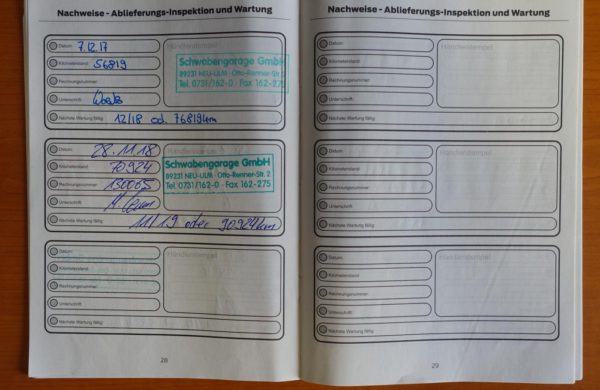 Nachweise - Ablieferungs-Inspektion und Wartung
Datum 7.12.17
Händlerstempel
Kilometerstand 56819
Schwabengarage GmbH
89231 NEU-ULM · Otto-Renner-Str. 2
Tel. 0731/162-0 · Fax 162-275
Rechnungsnummer
Unterschrift
Nächste Wartung fällig 12/18 od. 76819km
Datum 28.11.18
Händlerstempel
Kilometerstand 70924
Schwabengarage GmbH
89231 NEU-ULM · Otto-Renner-Str. 2
Tel. 0731/162-0 · Fax 162-275
Rechnungsnummer 130065
Unterschrift
Nächste Wartung fällig 11/19 oder 90924km
Datum
Händlerstempel
Kilometerstand
Rechnungsnummer
Unterschrift
Nächste Wartung fällig
28
Nachweise - Ablieferungs-Inspektion und Wartung
Datum
Händlerstempel
Kilometerstand
Rechnungsnummer
Unterschrift
Nächste Wartung fällig
Datum
Händlerstempel
Kilometerstand
Rechnungsnummer
Unterschrift
Nächste Wartung fällig
Datum
Händlerstempel
Kilometerstand
Rechnungsnummer
Unterschrift
Nächste Wartung fällig
29